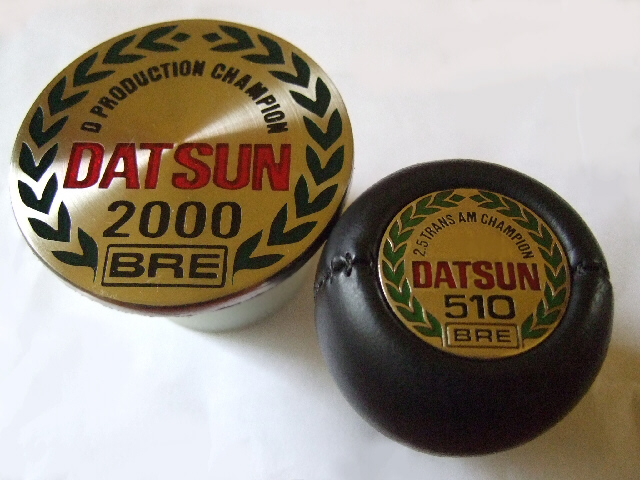 D PRODUCTION CHAMPION
DATSUN
2000
BRE
2.5 TRANS AM CHAMPION
DATSUN
510
BRE